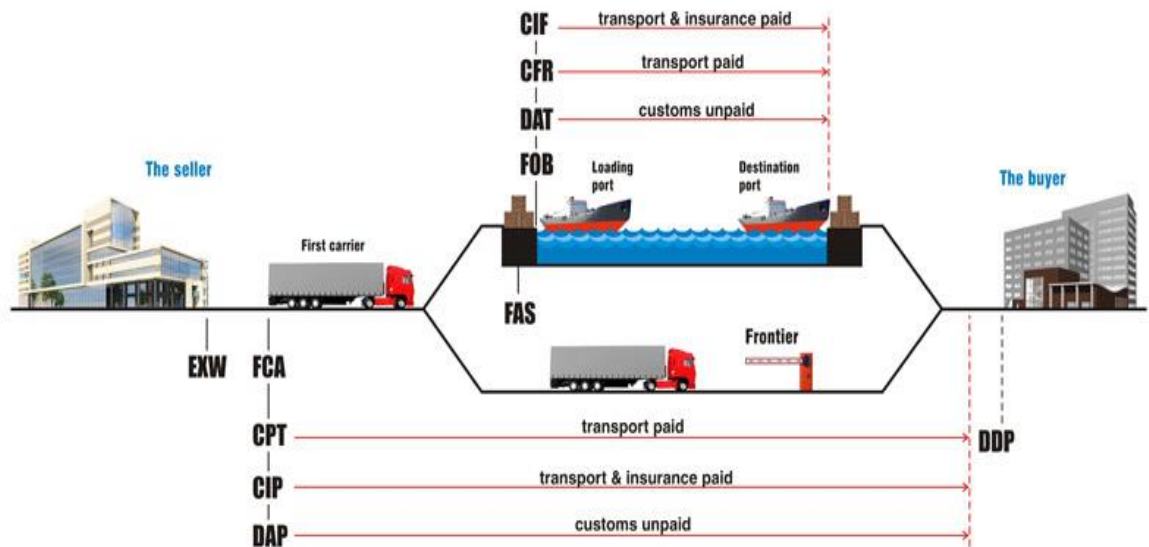 CIF transport & insurance paid
CFR transport paid
DAT customs unpaid
FOB
The seller
Loading
port
Destination
port
The buyer
First carrier
FAS
Frontier
EXW FCA
CPT transport paid
DDP
CIP transport & insurance paid
DAP customs unpaid